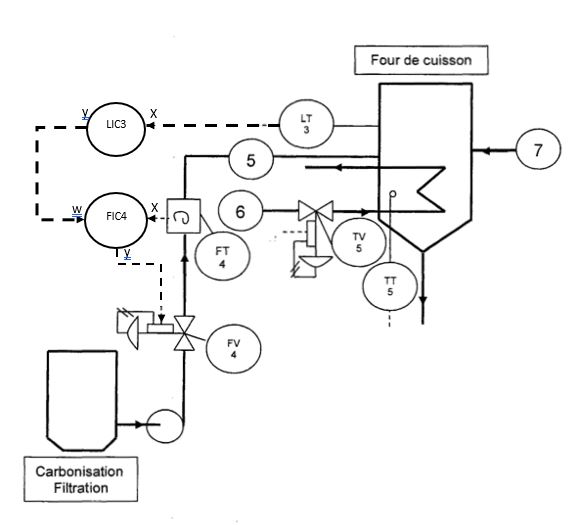 Four de cuisson
y
X
LIC3
LT
3
5
7
w
X
FIC4
6
y
FT
4
TV
5
TT
5
FV
4
Carbonisation
Filtration